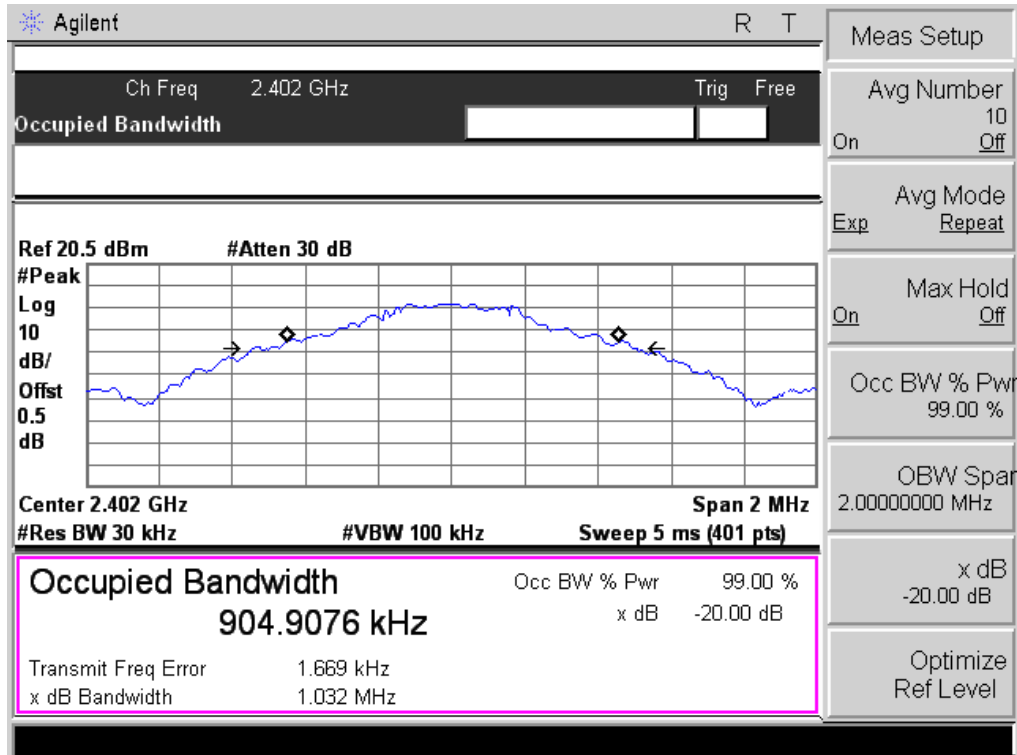 Agilent R T
Ch Freq 2.402 GHz Trig Free
Occupied Bandwidth
Ref 20.5 dBm #Atten 30 dB
#Peak
Log
10
dB/
Offst
0.5
dB
Center 2.402 GHz Span 2 MHz
#Res BW 30 kHz #VBW 100 kHz Sweep 5 ms (401 pts)
Occupied Bandwidth
904.9076 kHz
Occ BW % Pwr 99.00 %
x dB -20.00 dB
Transmit Freq Error 1.669 kHz
x dB Bandwidth 1.032 MHz
Meas Setup
Avg Number
10
On Off
Avg Mode
Exp Repeat
Max Hold
On Off
Occ BW % Pwr
99.00 %
OBW Span
2.00000000 MHz
x dB
-20.00 dB
Optimize
Ref Level